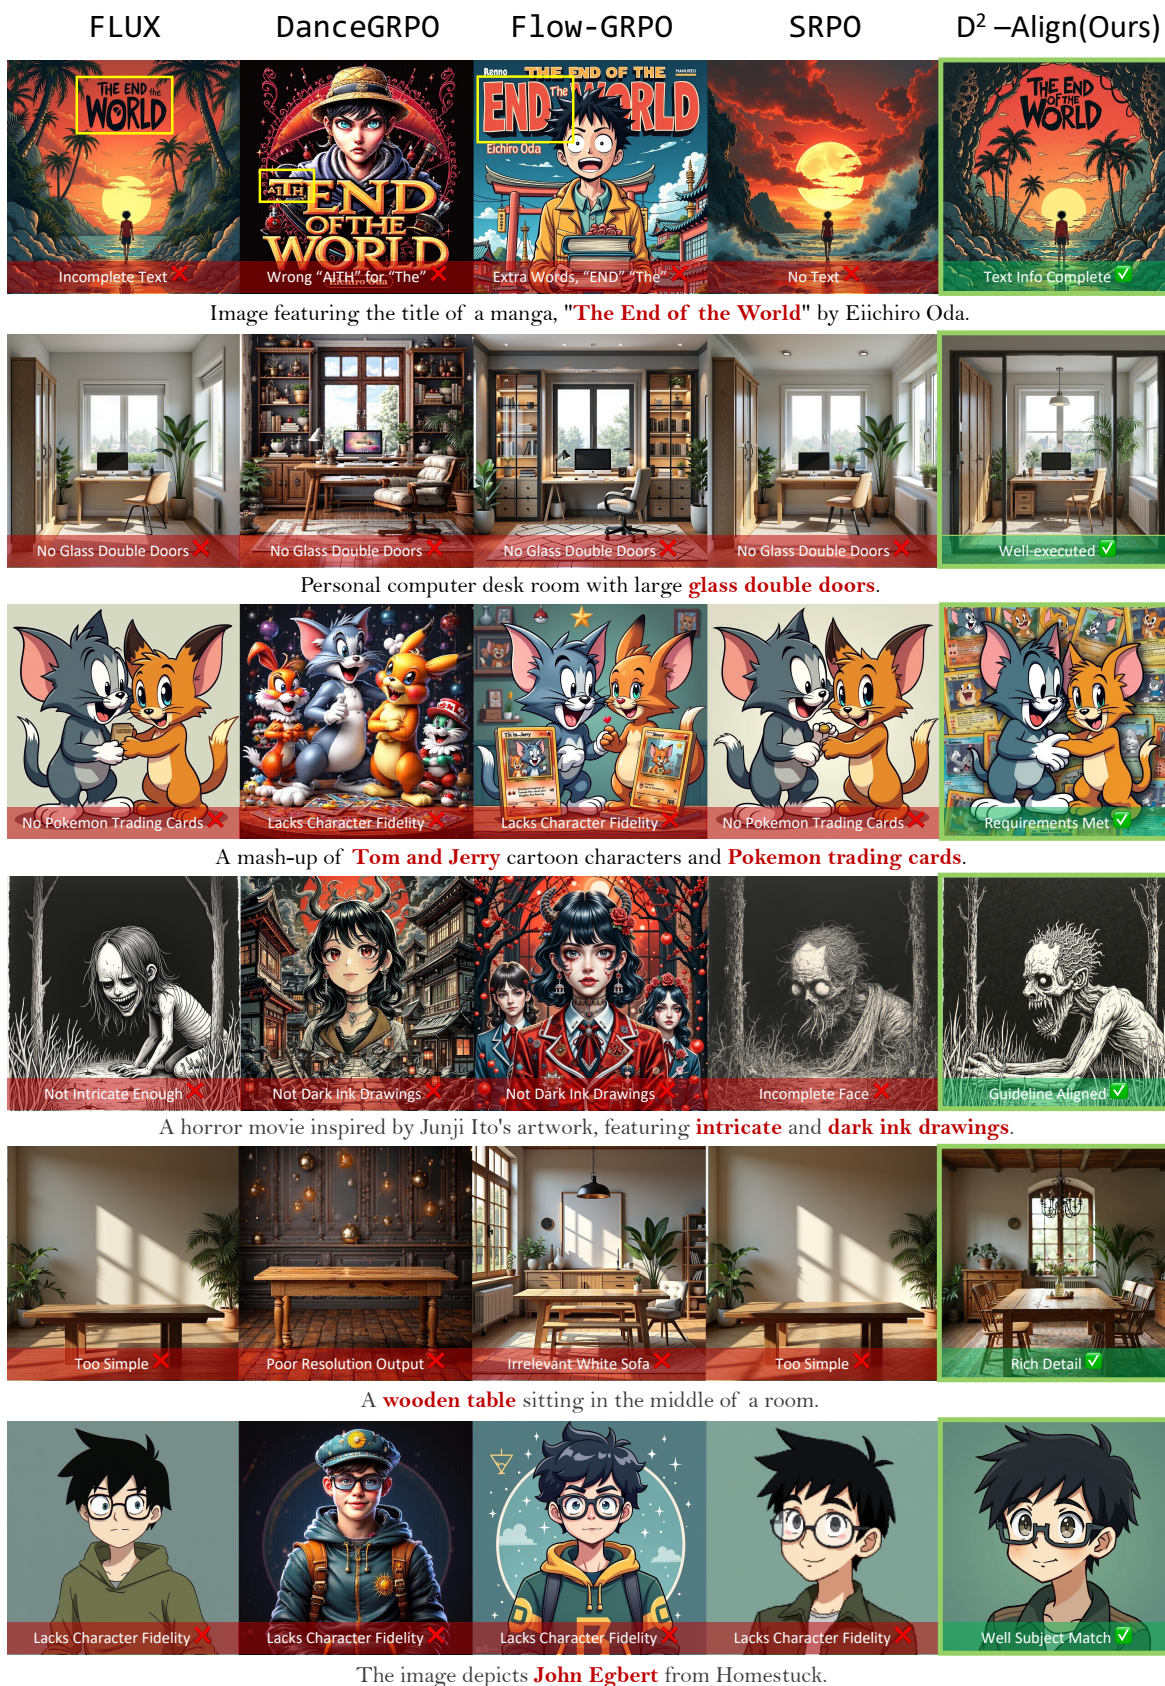 FLUX DanceGRPO Flow-GRPO SRPO D² –Align(Ours)
THE END the
WORLD
AITH END
OF THE
WORLD
Eiichiro Oda
Renno THE END OF THE
END The WORLD
Eichiro Oda
THE END
OF THE
WORLD
Incomplete Text ❌ Wrong "AITH" for "The" ❌ Extra Words, "END" "The" ❌ No Text ❌ Text Info Complete ✅
Image featuring the title of a manga, "The End of the World" by Eiichiro Oda.
No Glass Double Doors ❌ No Glass Double Doors ❌ No Glass Double Doors ❌ No Glass Double Doors ❌ Well-executed ✅
Personal computer desk room with large glass double doors.
No Pokemon Trading Cards ❌ Lacks Character Fidelity ❌ Lacks Character Fidelity ❌ No Pokemon Trading Cards ❌ Requirements Met ✅
A mash-up of Tom and Jerry cartoon characters and Pokemon trading cards.
Not Intricate Enough ❌ Not Dark Ink Drawings ❌ Not Dark Ink Drawings ❌ Incomplete Face ❌ Guideline Aligned ✅
A horror movie inspired by Junji Ito's artwork, featuring intricate and dark ink drawings.
Too Simple ❌ Poor Resolution Output ❌ Irrelevant White Sofa ❌ Too Simple ❌ Rich Detail ✅
A wooden table sitting in the middle of a room.
Lacks Character Fidelity ❌ Lacks Character Fidelity ❌ Lacks Character Fidelity ❌ Lacks Character Fidelity ❌ Well Subject Match ✅
The image depicts John Egbert from Homestuck.